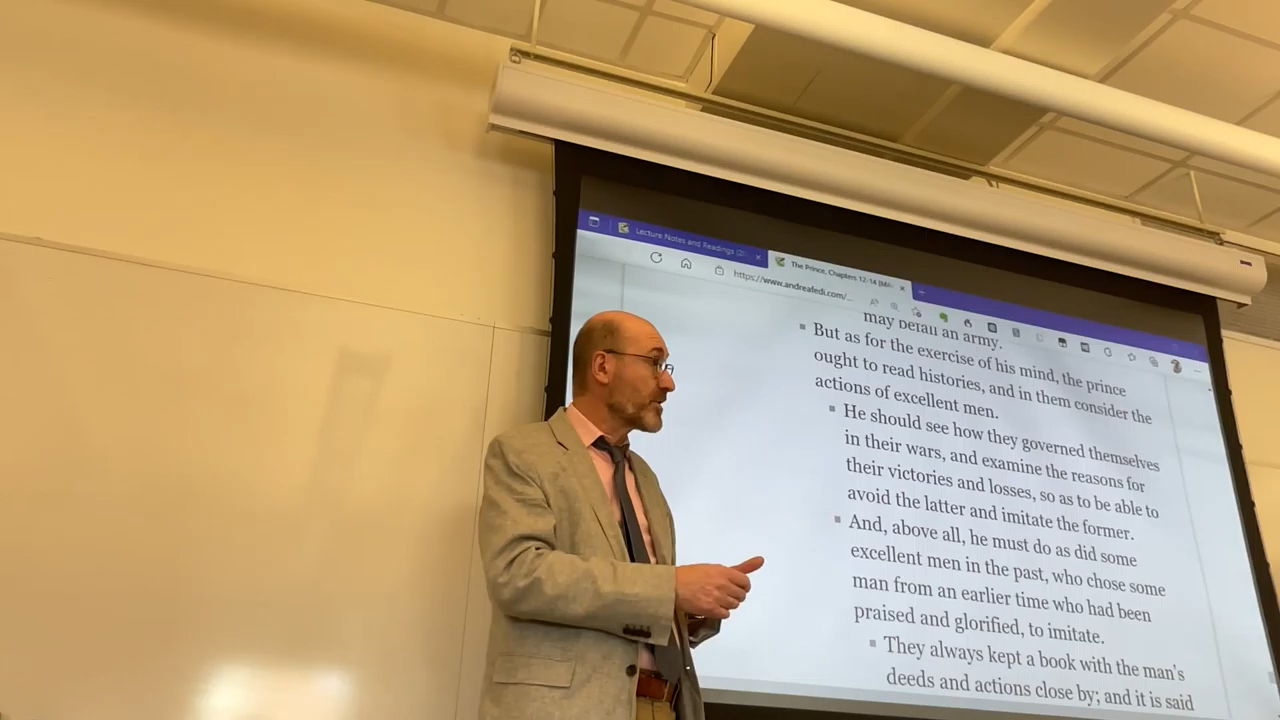 Lecture Notes and Readings (2)
The Prince, Chapters 12-14 [MA
https://www.andreafedi.com/...
may befall an army.
But as for the exercise of his mind, the prince
ought to read histories, and in them consider the
actions of excellent men.
He should see how they governed themselves
in their wars, and examine the reasons for
their victories and losses, so as to be able to
avoid the latter and imitate the former.
And, above all, he must do as did some
excellent men in the past, who chose some
man from an earlier time who had been
praised and glorified, to imitate.
They always kept a book with the man's
deeds and actions close by; and it is said